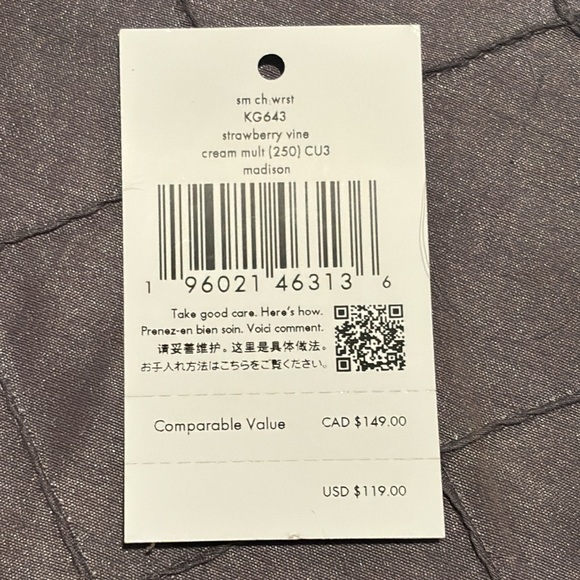 sm ch wrst
KG643
strawberry vine
cream mult (250) CU3
madison
1 96021 46313 6
Take good care. Here's how.
Prenez-en bien soin. Voici comment.
请妥善维护。这里是具体做法。
お手入れ方法はこちらをご覧ください。
Comparable Value CAD $149.00
USD $119.00